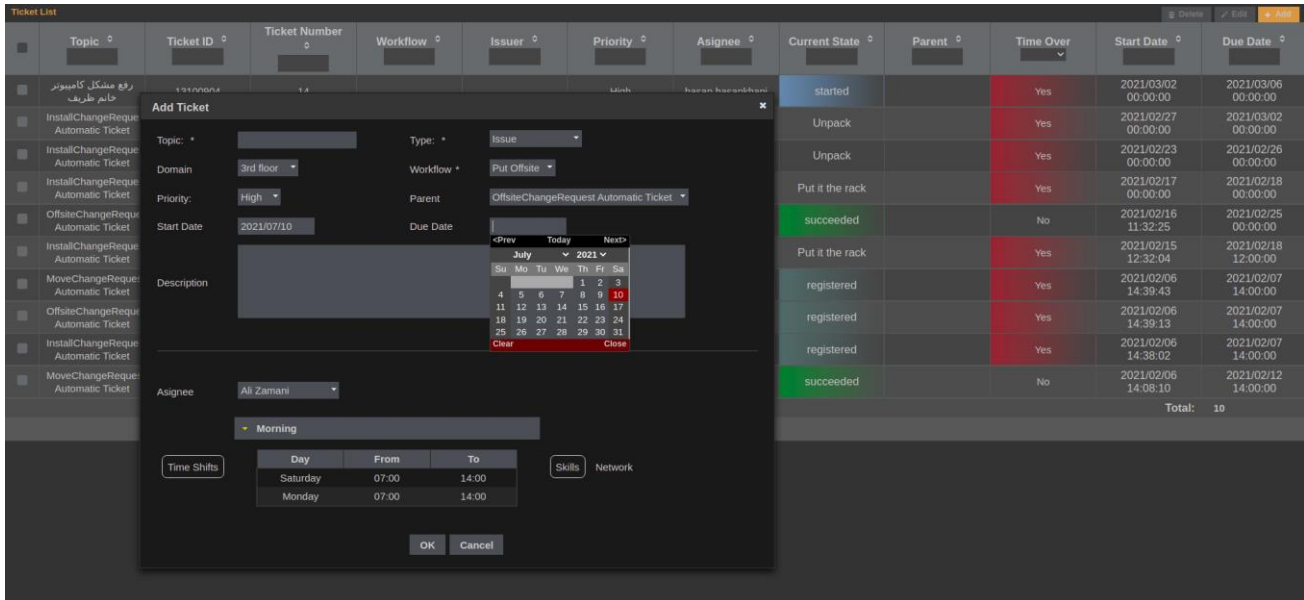 Ticket List
Delete Edit + Add
Topic Ticket ID Ticket Number Workflow Issuer Priority Asignee Current State Parent Time Over Start Date Due Date
رفع مشکل کامپیوتر 13100904 14 High hasan hasankhani started Yes 2021/03/02 2021/03/06
خانم ظریف 00:00:00 00:00:00
Add Ticket
InstallChangeReque Unpack Yes 2021/02/27 2021/03/02
Automatic Ticket 00:00:00 00:00:00
Topic: * Type: * Issue
InstallChangeReque Unpack Yes 2021/02/23 2021/02/26
Automatic Ticket 00:00:00 00:00:00
Domain 3rd floor Workflow * Put Offsite
InstallChangeReque Put it the rack Yes 2021/02/17 2021/02/18
Automatic Ticket 00:00:00 00:00:00
Priority: High Parent OffsiteChangeRequest Automatic Ticket
OffsiteChangeReque succeeded No 2021/02/16 2021/02/25
Automatic Ticket 11:32:25 00:00:00
Start Date 2021/07/10 Due Date
<Prev Today Next>
July 2021
Su Mo Tu We Th Fr Sa
1 2 3
4 5 6 7 8 9 10
11 12 13 14 15 16 17
18 19 20 21 22 23 24
25 26 27 28 29 30 31
Clear Close
InstallChangeReque Put it the rack Yes 2021/02/15 2021/02/18
Automatic Ticket 12:32:04 12:00:00
Description
MoveChangeReques registered Yes 2021/02/06 2021/02/07
Automatic Ticket 14:39:43 14:00:00
OffsiteChangeReque registered Yes 2021/02/06 2021/02/07
Automatic Ticket 14:39:13 14:00:00
InstallChangeReque registered Yes 2021/02/06 2021/02/07
Automatic Ticket 14:38:02 14:00:00
MoveChangeReques succeeded No 2021/02/06 2021/02/12
Automatic Ticket 14:08:10 14:00:00
Total: 10
Asignee Ali Zamani
Morning
Time Shifts
Day From To
Saturday 07:00 14:00
Monday 07:00 14:00
Skills Network
OK Cancel